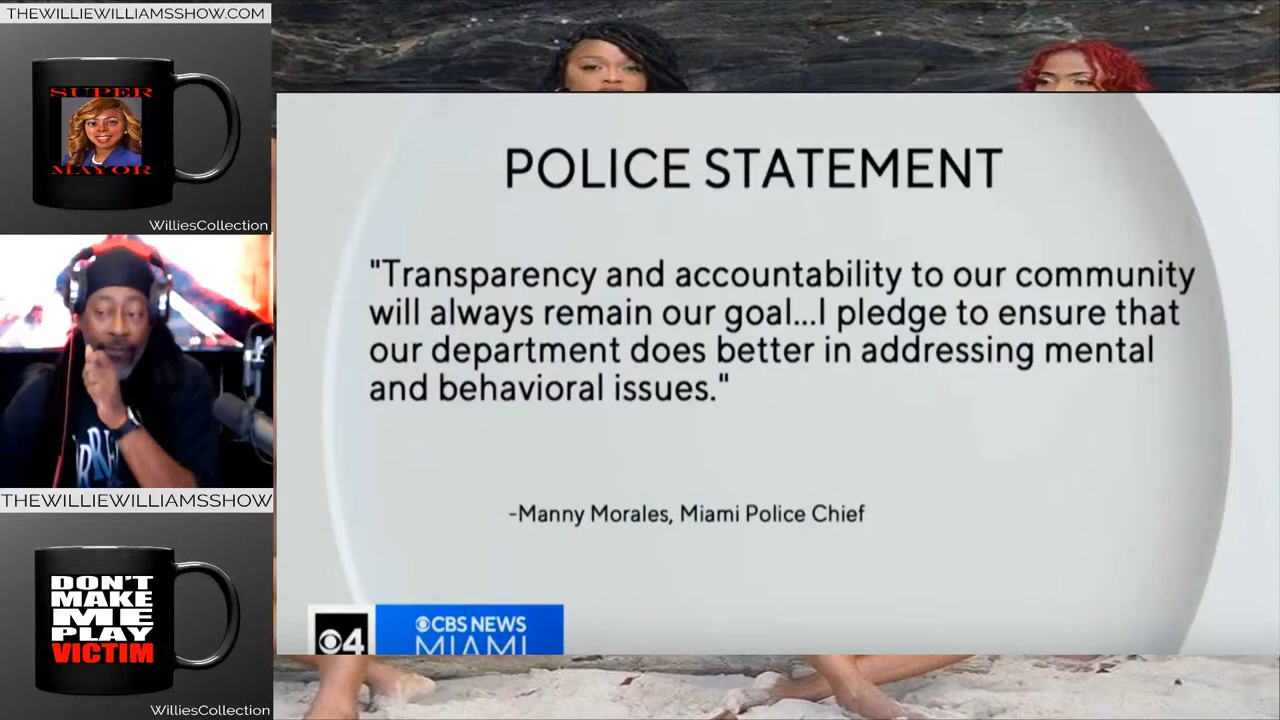 THEWILLIEWILLIAMSSHOW.COM
SUPER
MAYOR
WilliesCollection
THEWILLIEWILLIAMSSHOW
DON'T
MAKE
ME
PLAY
VICTIM
WilliesCollection
POLICE STATEMENT
"Transparency and accountability to our community
will always remain our goal...I pledge to ensure that
our department does better in addressing mental
and behavioral issues."
-Manny Morales, Miami Police Chief
4
CBS NEWS
MIAMI